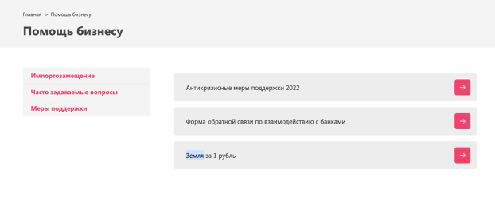 Главная > Помощь бизнесу
Помощь бизнесу
Импортозамещение
Часто задаваемые вопросы
Меры поддержки
Антикризисные меры поддержки 2022
Форма обратной связи по взаимодействию с банками
Земля за 1 рубль